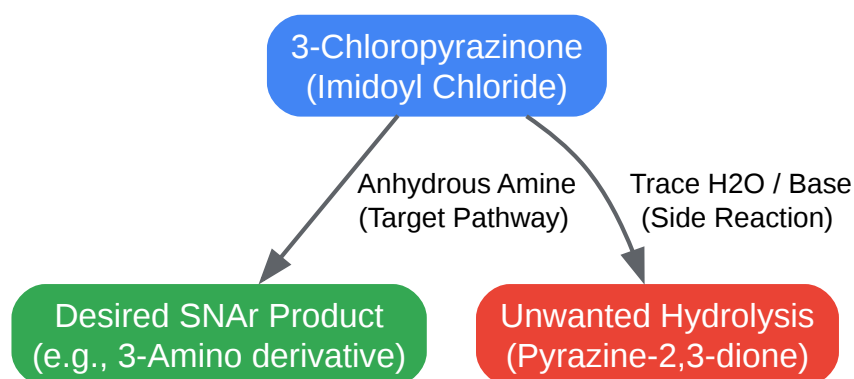 3-Chloropyrazinone
(Imidoyl Chloride)
Anhydrous Amine
(Target Pathway)
Trace H2O / Base
(Side Reaction)
Desired SNAr Product
(e.g., 3-Amino derivative)
Unwanted Hydrolysis
(Pyrazine-2,3-dione)